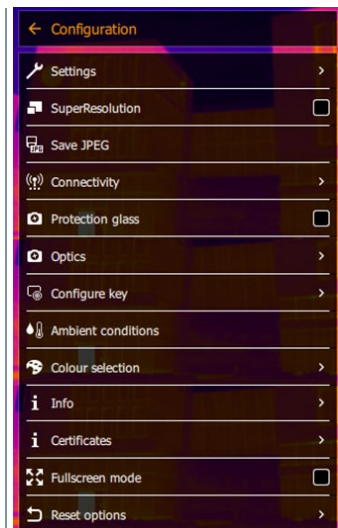 Configuration
Settings
SuperResolution
JPG
Save JPEG
Connectivity
Protection glass
Optics
Configure key
Ambient conditions
Colour selection
Info
Certificates
Fullscreen mode
Reset options